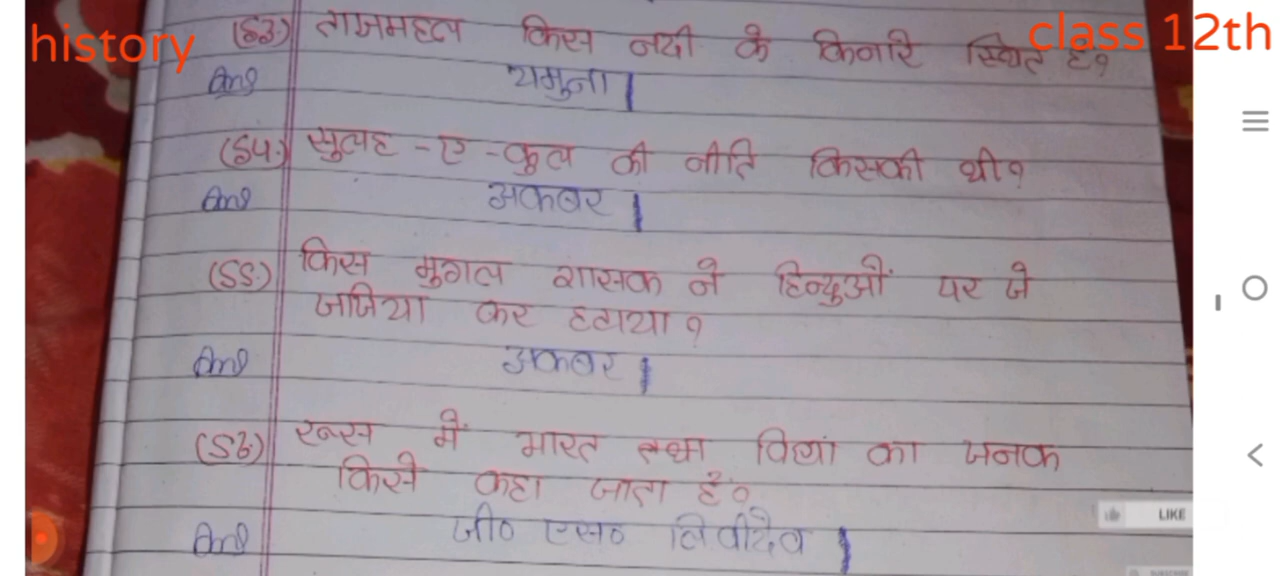 history
class 12th
(53.) ताजमहल किस नदी के किनारे स्थित है?
Ans यमुना |
(54.) सुलह-ए-कुल की नीति किसकी थी?
Ans अकबर |
(55.) किस मुगल शासक ने हिन्दुओं पर जे
जजिया कर हटाया?
Ans अकबर |
(56.) रूस में भारत विद्या का जनक
किसे कहा जाता है?
Ans जी० एस०
LIKE